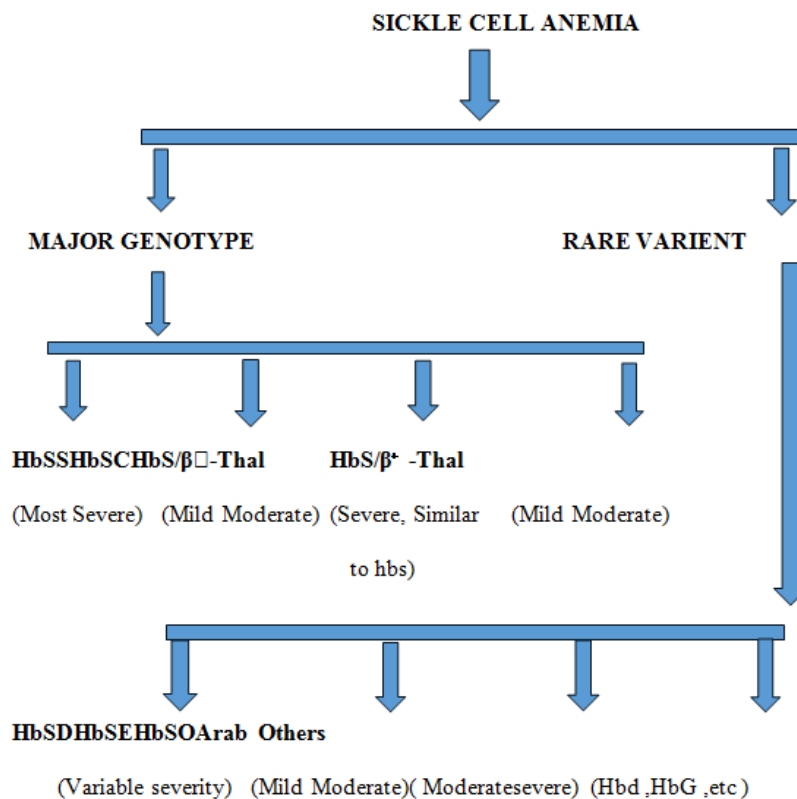 SICKLE CELL ANEMIA
MAJOR GENOTYPE RARE VARIENT
HbSSHbSCHbS/β□-Thal HbS/β⁺ -Thal
(Most Severe) (Mild Moderate) (Severe, Similar (Mild Moderate)
to hbs)
HbSDHbSEHbSOArab Others
(Variable severity) (Mild Moderate)( Moderatesevere) (Hbd ,HbG ,etc )